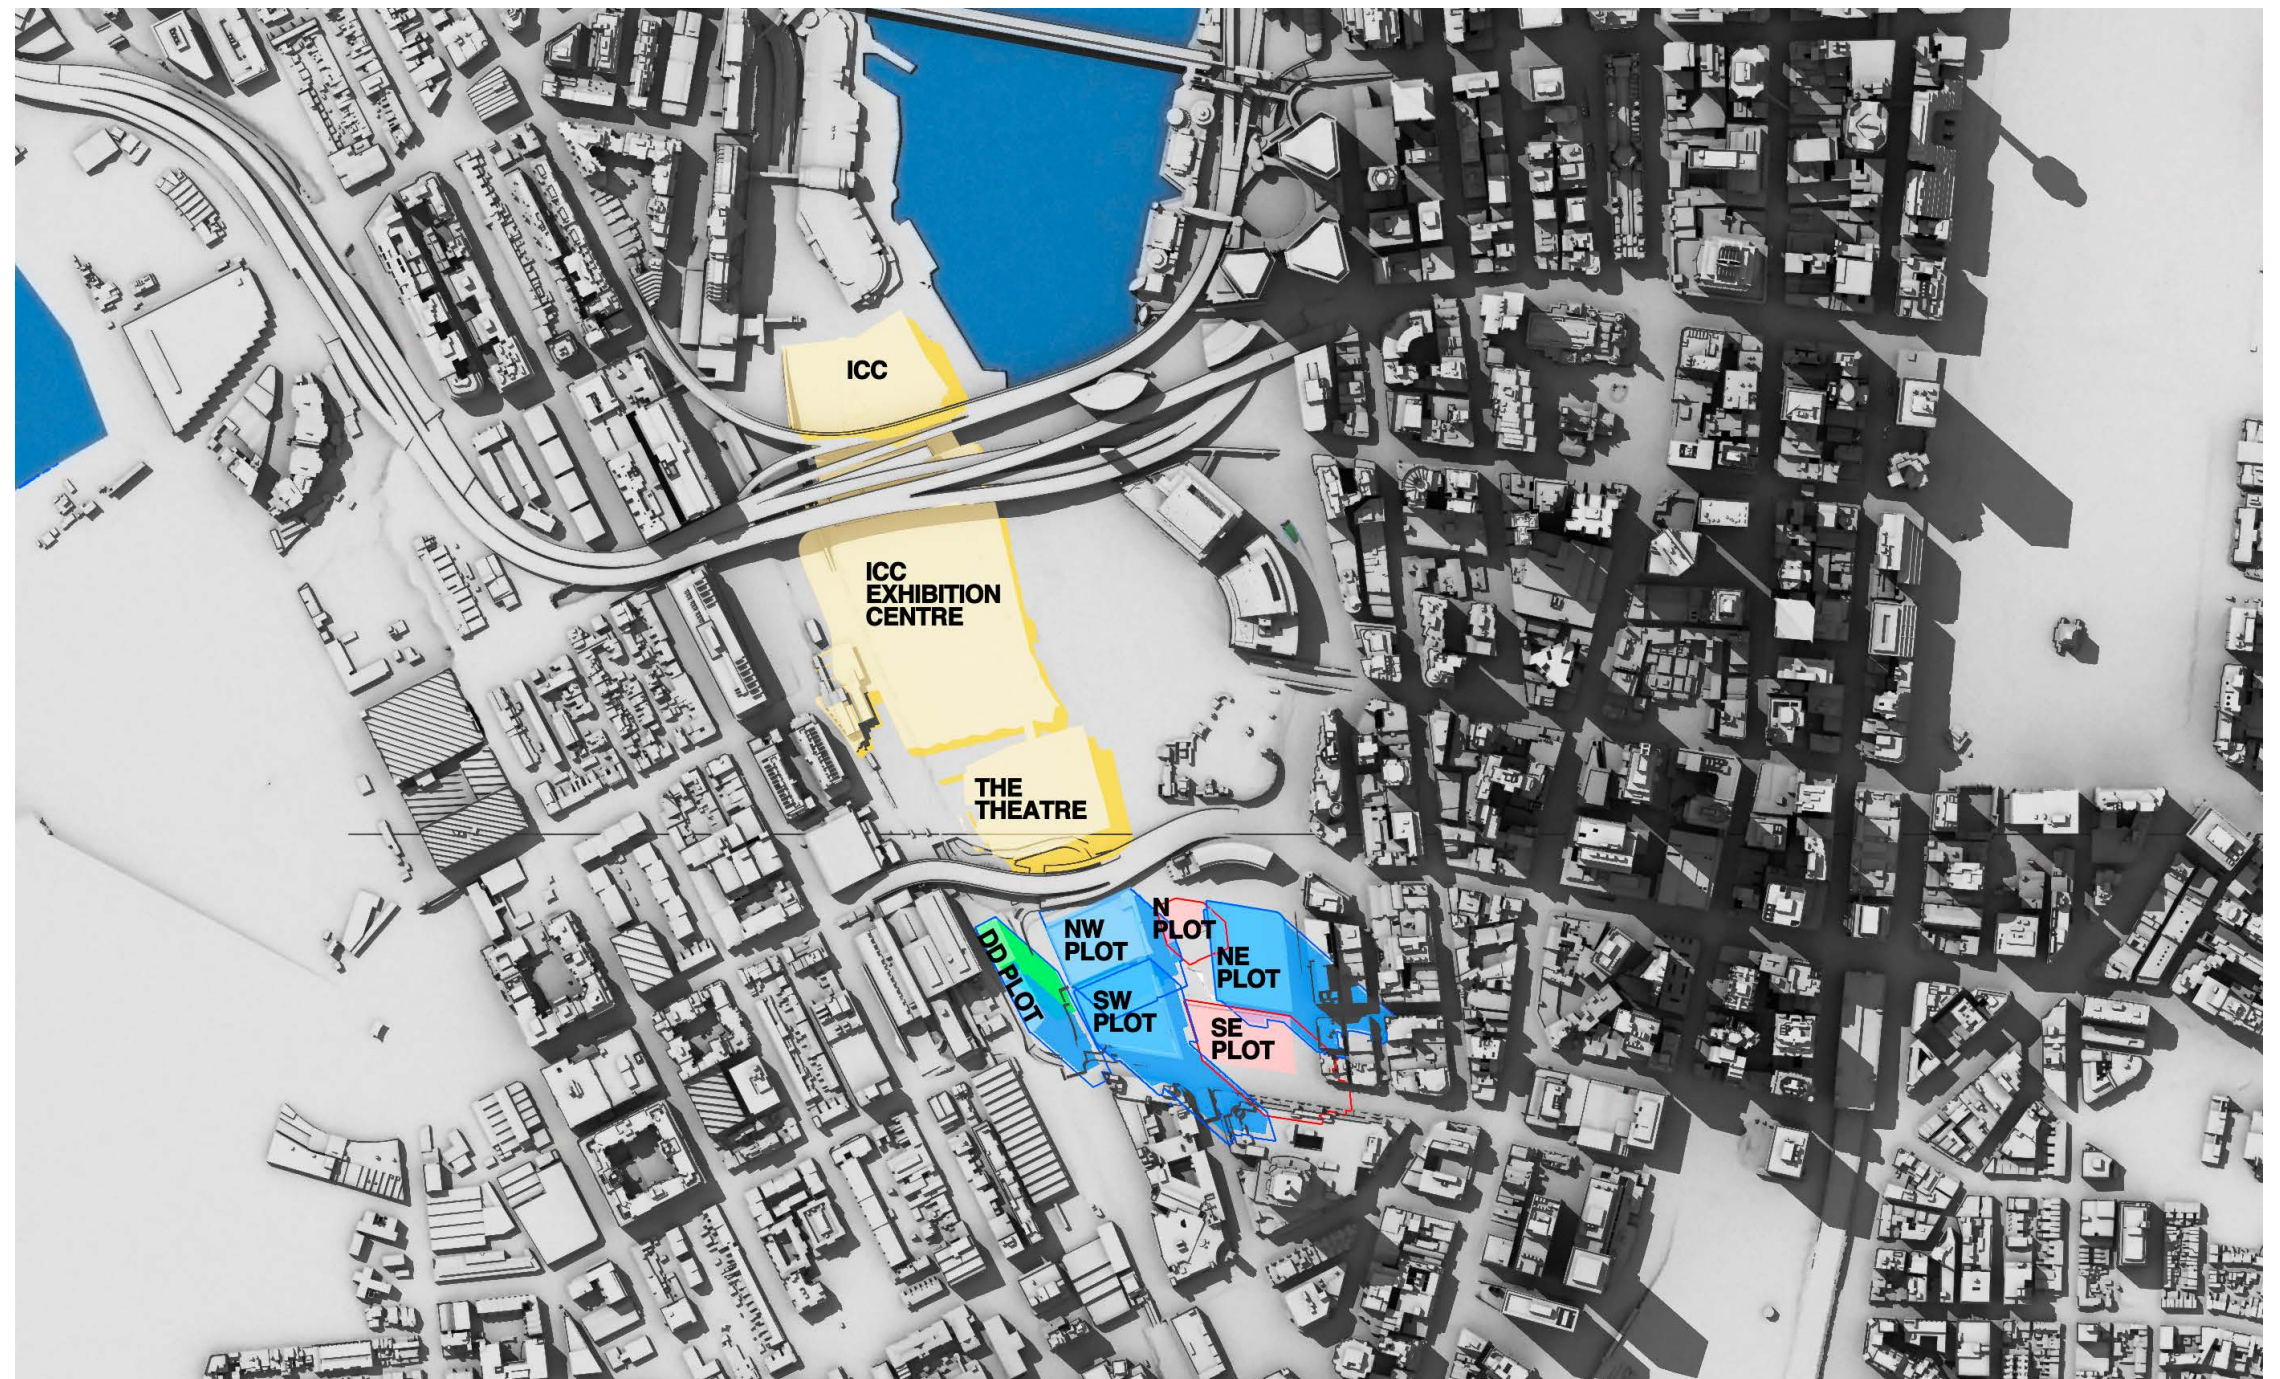 ICC
ICC
EXHIBITION
CENTRE
THE
THEATRE
N
PLOT
NW
PLOT
NE
PLOT
DD PLOT
SW
PLOT
SE
PLOT